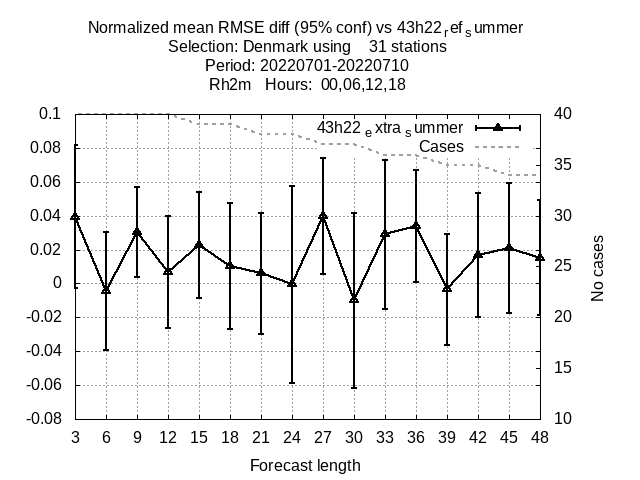 Normalized mean RMSE diff (95% conf) vs 43h22refsummer
Selection: Denmark using 31 stations
Period: 20220701-20220710
Rh2m Hours: 00,06,12,18
43h22extrasummer
Cases
0.1
0.08
0.06
0.04
0.02
0
-0.02
-0.04
-0.06
-0.08
40
35
30
25
20
15
10
No cases
3 6 9 12 15 18 21 24 27 30 33 36 39 42 45 48
Forecast length